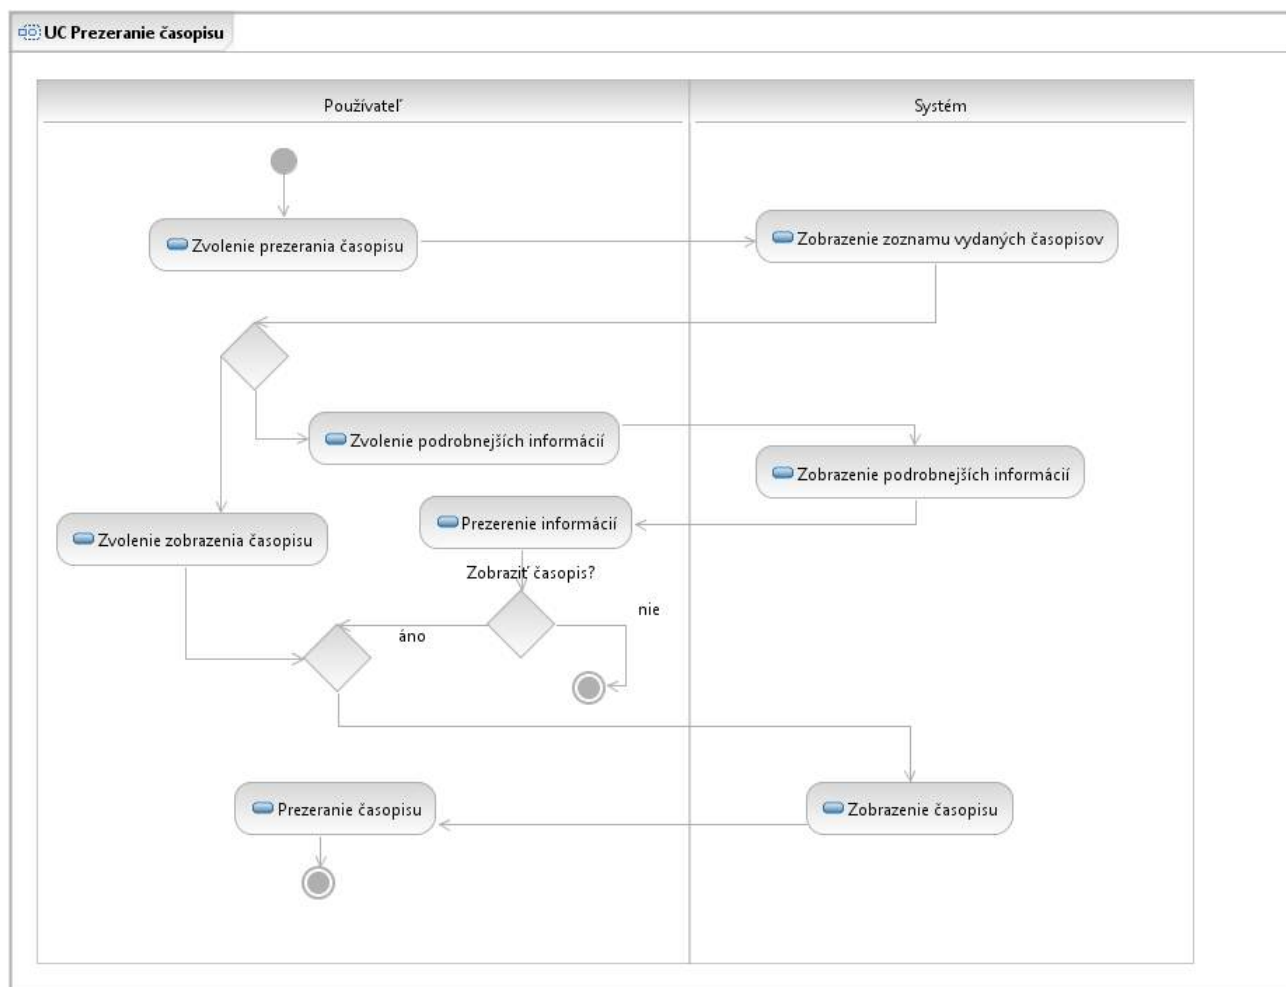 UC Prezeranie časopisu
Používateľ
Systém
Zvolenie prezerania časopisu
Zobrazenie zoznamu vydaných časopisov
Zvolenie podrobnejších informácií
Zobrazenie podrobnejších informácií
Prezerenie informácií
Zvolenie zobrazenia časopisu
Zobraziť časopis?
nie
áno
Prezeranie časopisu
Zobrazenie časopisu